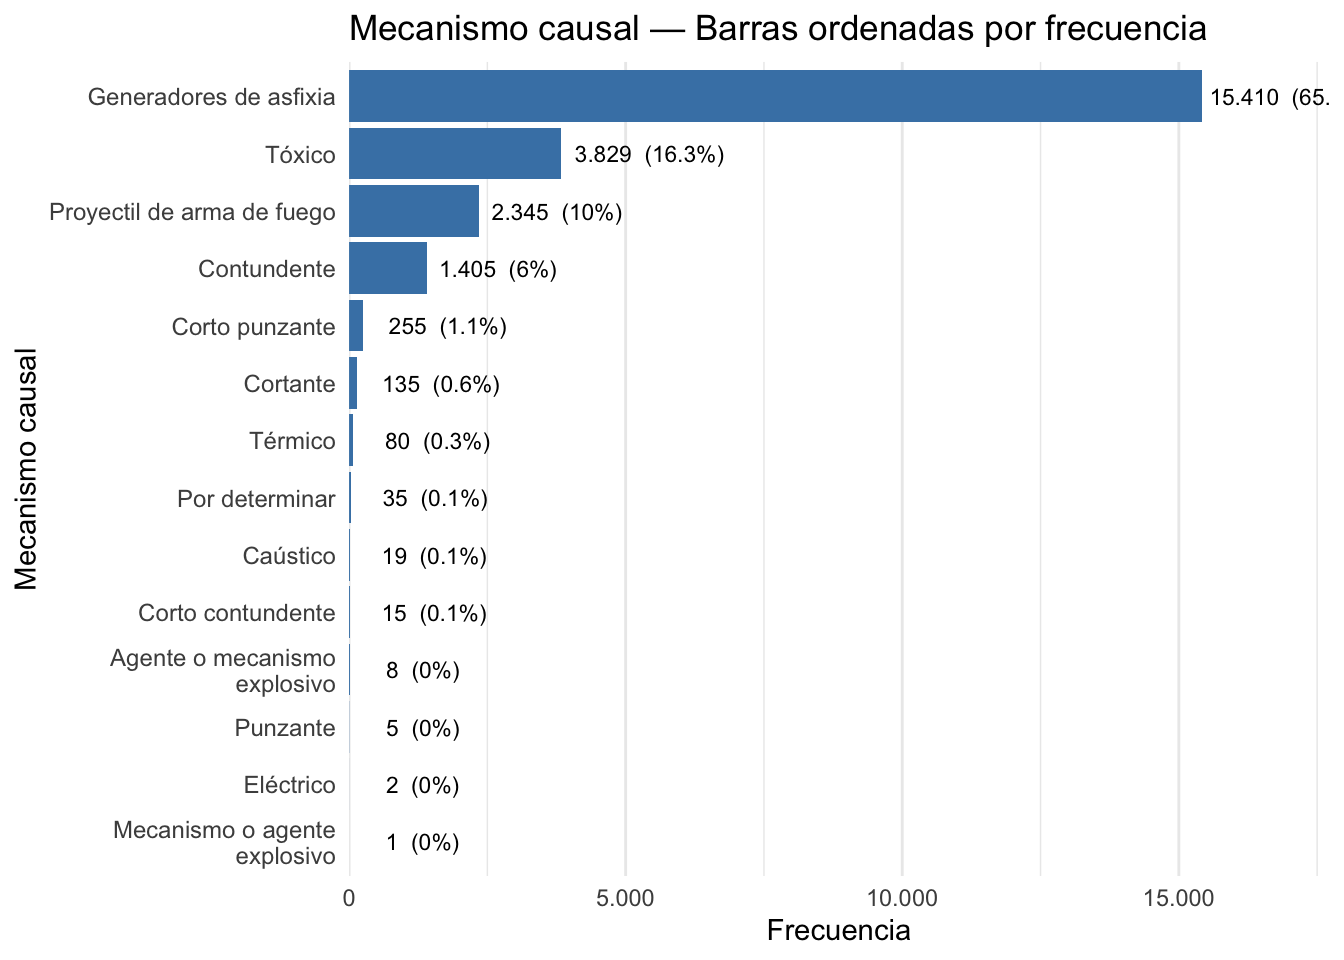 Mecanismo causal — Barras ordenadas por frecuencia
Generadores de asfixia 15.410 (65.
Tóxico 3.829 (16.3%)
Proyectil de arma de fuego 2.345 (10%)
Contundente 1.405 (6%)
Corto punzante 255 (1.1%)
Cortante 135 (0.6%)
Térmico 80 (0.3%)
Por determinar 35 (0.1%)
Caústico 19 (0.1%)
Corto contundente 15 (0.1%)
Agente o mecanismo
explosivo 8 (0%)
Punzante 5 (0%)
Eléctrico 2 (0%)
Mecanismo o agente
explosivo 1 (0%)
Mecanismo causal
0 5.000 10.000 15.000
Frecuencia